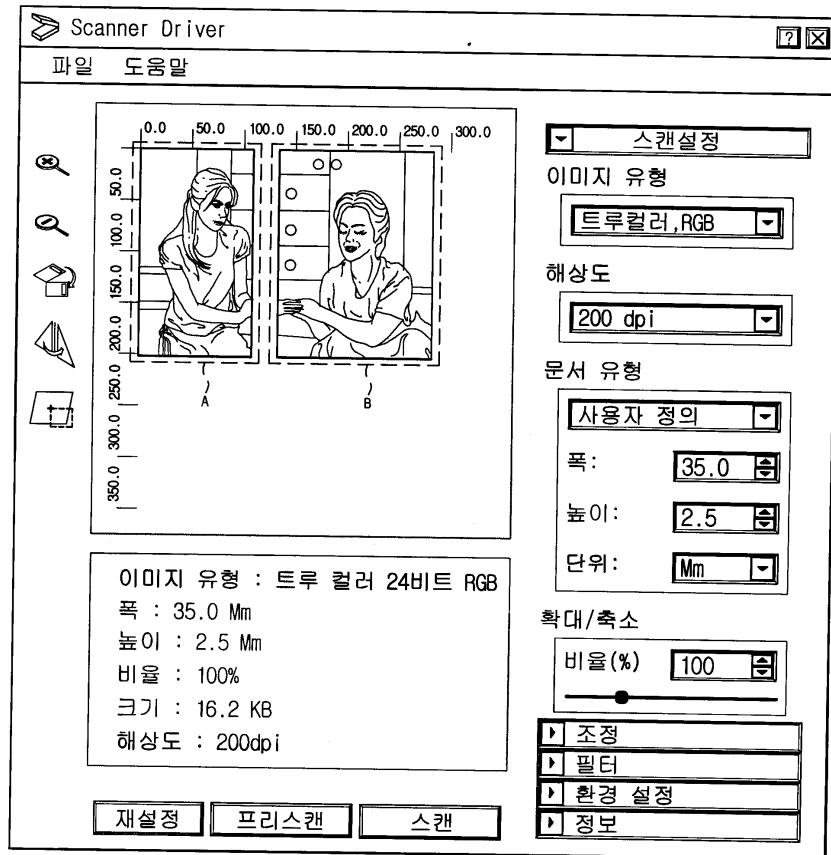 Scanner Driver
파일 도움말
0.0 50.0 100.0 150.0 200.0 250.0 300.0
50.0
100.0
150.0
200.0
250.0
300.0
350.0
A
B
스캔설정
이미지 유형
트루컬러,RGB
해상도
200 dpi
문서 유형
사용자 정의
폭: 35.0
높이: 2.5
단위: Mm
확대/축소
비율(%) 100
조정
필터
환경 설정
정보
이미지 유형 : 트루 컬러 24비트 RGB
폭 : 35.0 Mm
높이 : 2.5 Mm
비율 : 100%
크기 : 16.2 KB
해상도 : 200dpi
재설정 프리스캔 스캔